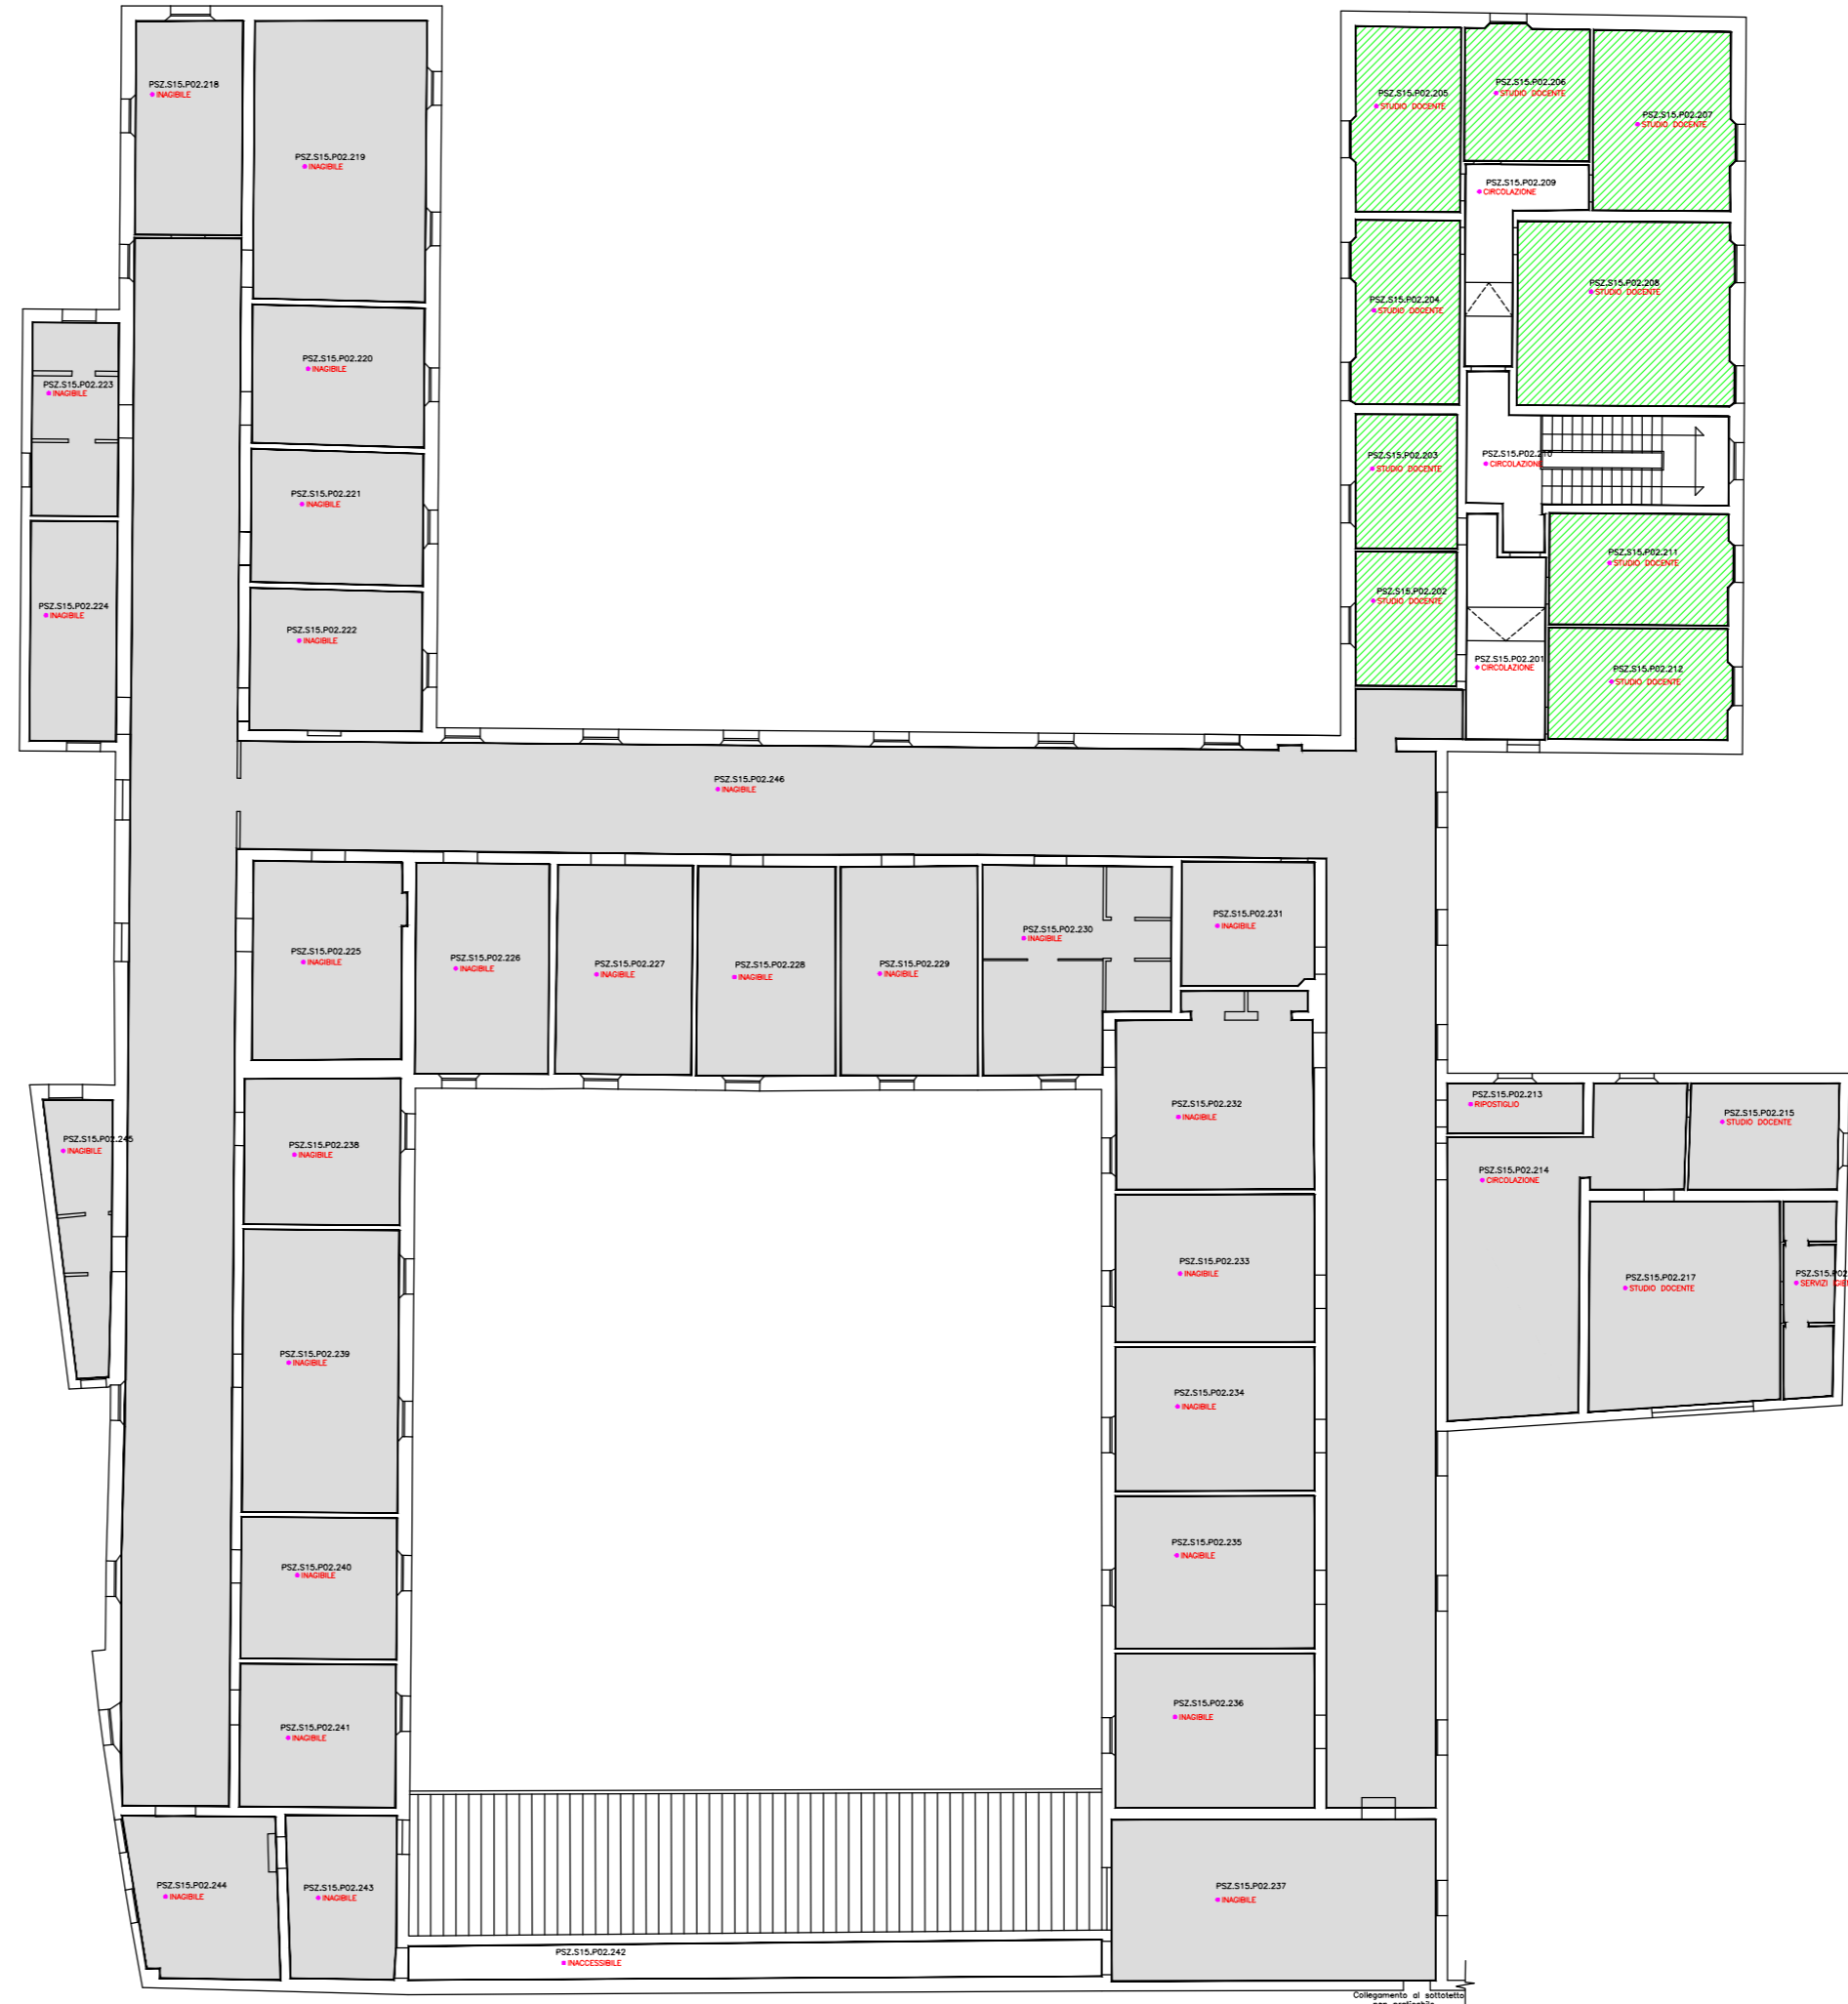 PSZ.S15.P02.218
INAGIBILE
PSZ.S15.P02.219
INAGIBILE
PSZ.S15.P02.205
STUDIO DOCENTE
PSZ.S15.P02.206
STUDIO DOCENTE
PSZ.S15.P02.207
STUDIO DOCENTE
PSZ.S15.P02.209
CIRCOLAZIONE
PSZ.S15.P02.204
STUDIO DOCENTE
PSZ.S15.P02.208
STUDIO DOCENTE
PSZ.S15.P02.220
INAGIBILE
PSZ.S15.P02.223
INAGIBILE
PSZ.S15.P02.203
STUDIO DOCENTE
PSZ.S15.P02.210
CIRCOLAZIONE
PSZ.S15.P02.221
INAGIBILE
PSZ.S15.P02.211
STUDIO DOCENTE
PSZ.S15.P02.202
STUDIO DOCENTE
PSZ.S15.P02.224
INAGIBILE
PSZ.S15.P02.222
INAGIBILE
PSZ.S15.P02.201
CIRCOLAZIONE
PSZ.S15.P02.212
STUDIO DOCENTE
PSZ.S15.P02.246
INAGIBILE
PSZ.S15.P02.225
INAGIBILE
PSZ.S15.P02.226
INAGIBILE
PSZ.S15.P02.227
INAGIBILE
PSZ.S15.P02.228
INAGIBILE
PSZ.S15.P02.229
INAGIBILE
PSZ.S15.P02.230
INAGIBILE
PSZ.S15.P02.231
INAGIBILE
PSZ.S15.P02.232
INAGIBILE
PSZ.S15.P02.213
RIPOSTIGLIO
PSZ.S15.P02.215
STUDIO DOCENTE
PSZ.S15.P02.245
INAGIBILE
PSZ.S15.P02.238
INAGIBILE
PSZ.S15.P02.214
CIRCOLAZIONE
PSZ.S15.P02.233
INAGIBILE
PSZ.S15.P02.217
STUDIO DOCENTE
PSZ.S15.P02
SERVIZI
PSZ.S15.P02.239
INAGIBILE
PSZ.S15.P02.234
INAGIBILE
PSZ.S15.P02.240
INAGIBILE
PSZ.S15.P02.235
INAGIBILE
PSZ.S15.P02.241
INAGIBILE
PSZ.S15.P02.236
INAGIBILE
PSZ.S15.P02.244
INAGIBILE
PSZ.S15.P02.243
INAGIBILE
PSZ.S15.P02.237
INAGIBILE
PSZ.S15.P02.242
INACCESSIBILE
Collegamento al sottotetto